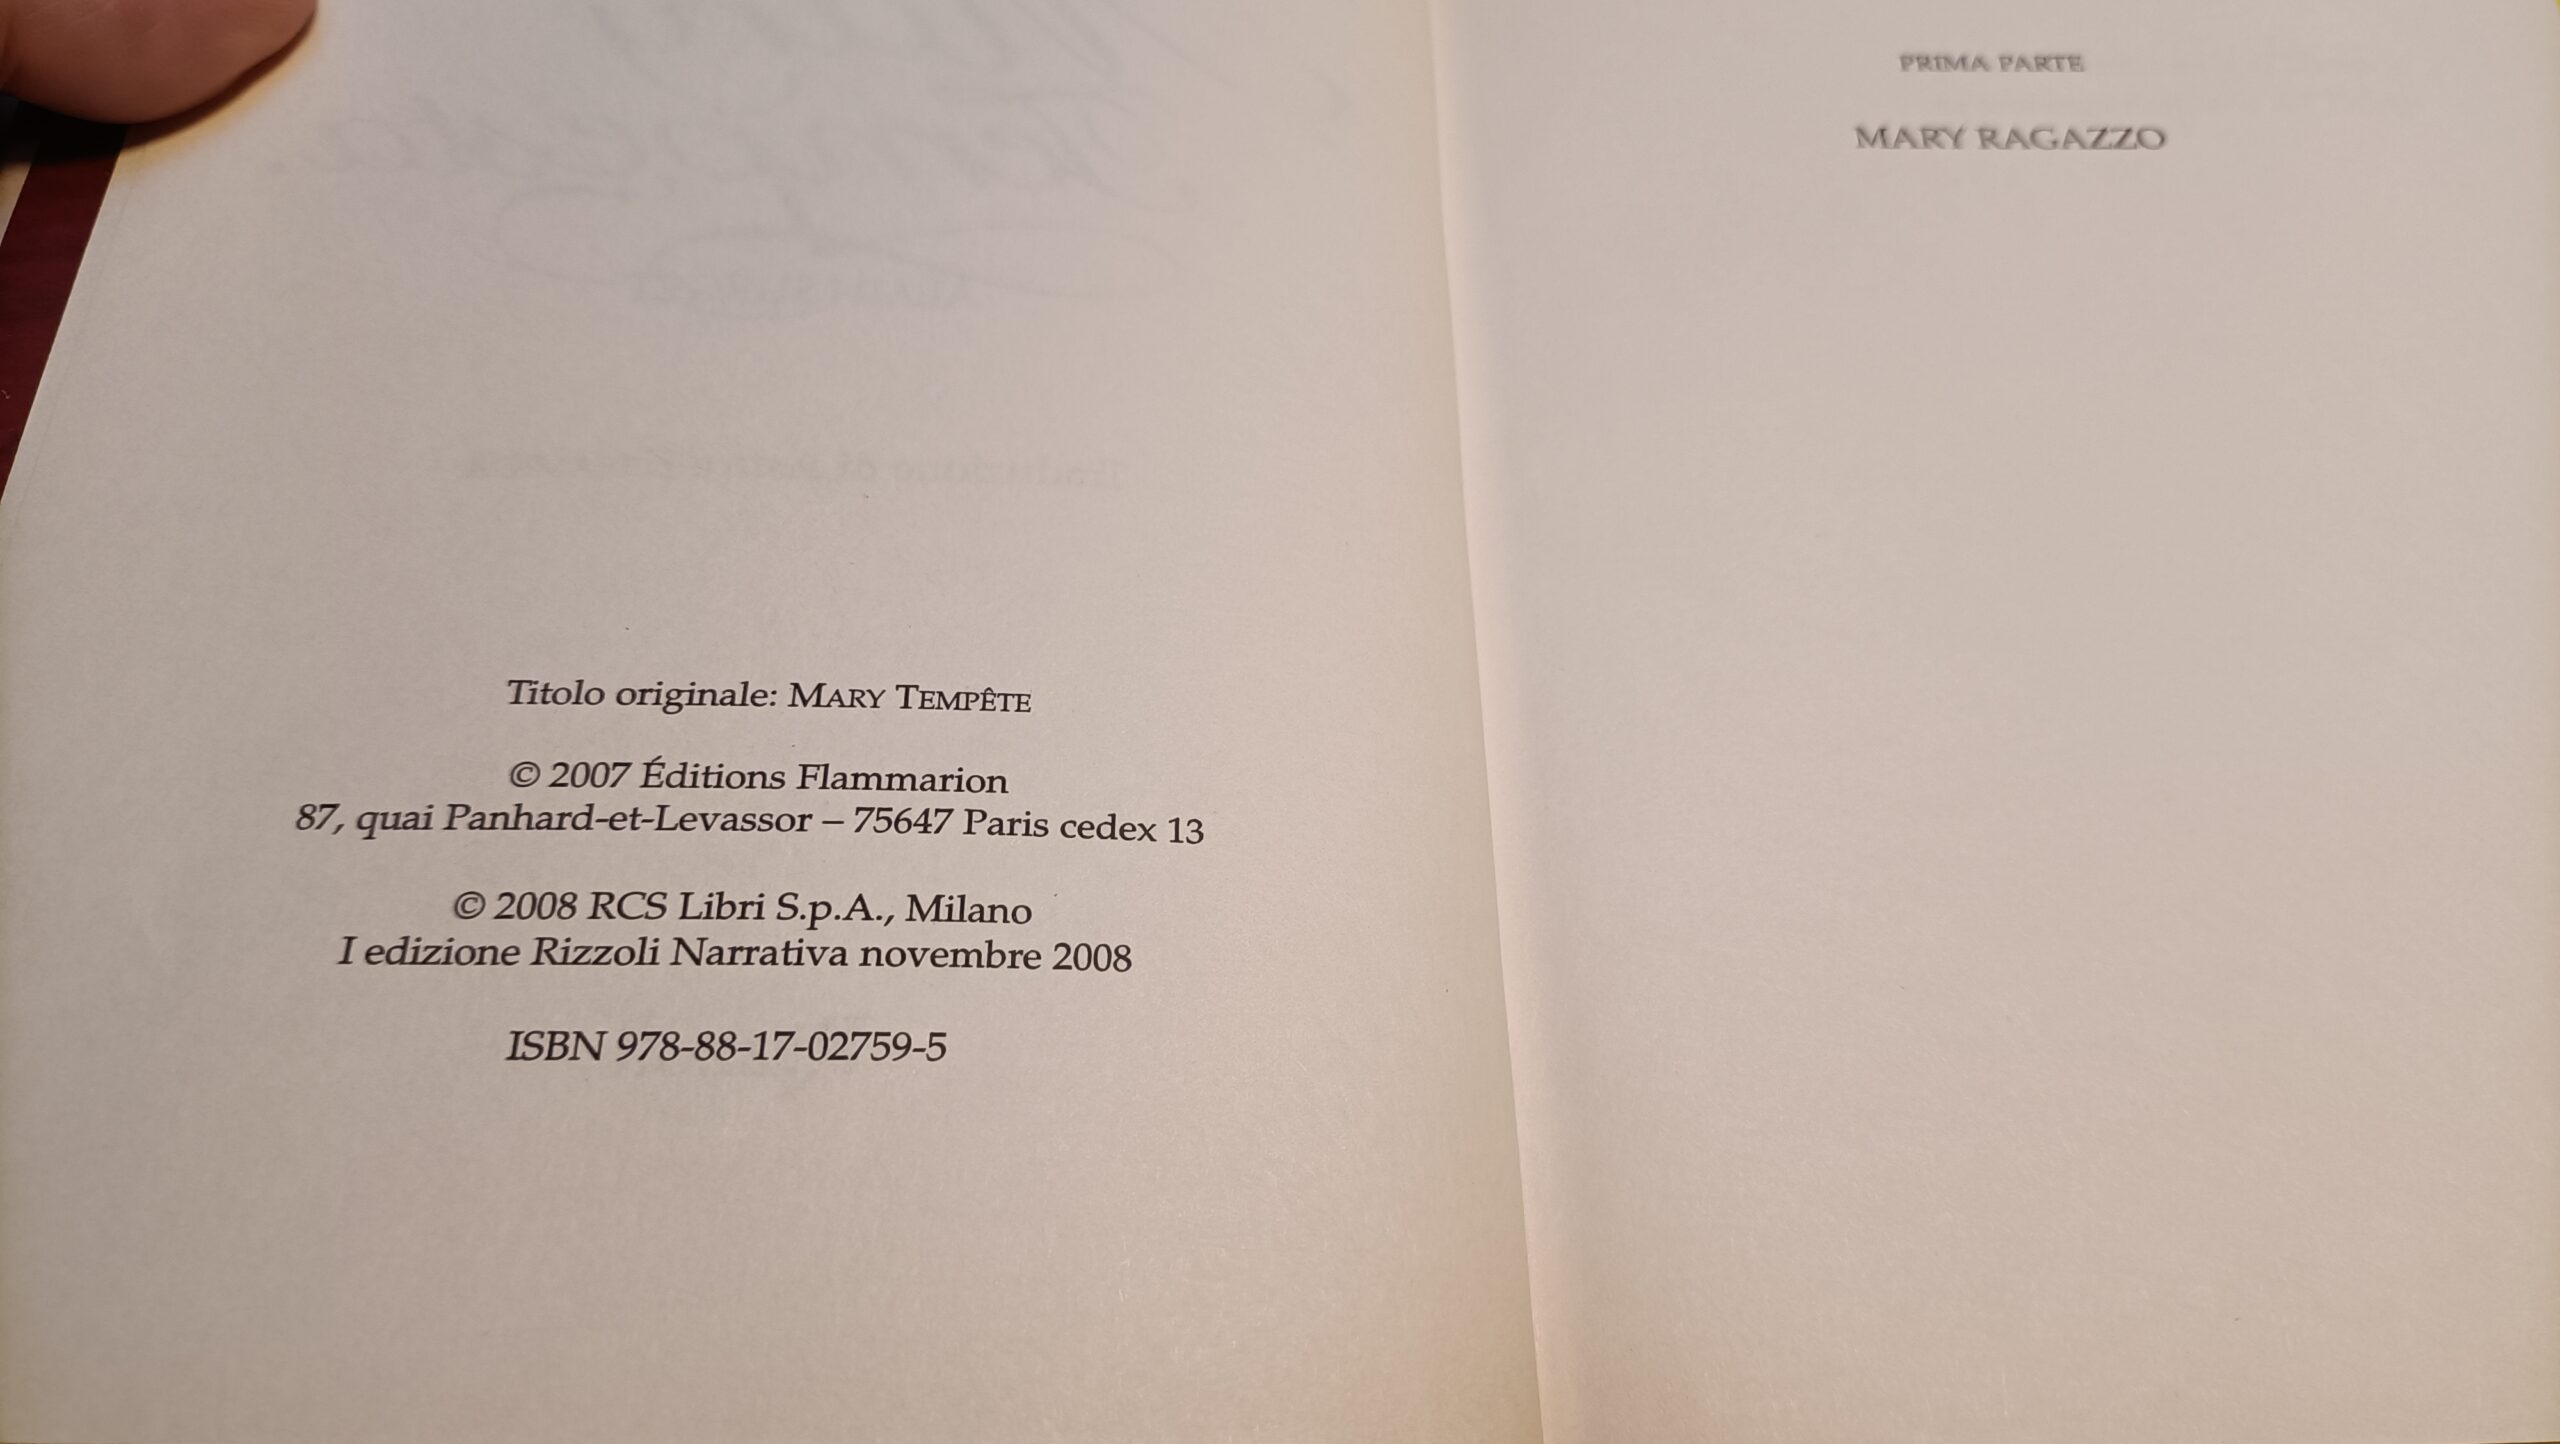 Titolo originale: MARY TEMPÊTE
© 2007 Éditions Flammarion
87, quai Panhard-et-Levassor – 75647 Paris cedex 13
© 2008 RCS Libri S.p.A., Milano
I edizione Rizzoli Narrativa novembre 2008
ISBN 978-88-17-02759-5
PRIMA PARTE
MARY RAGAZZO